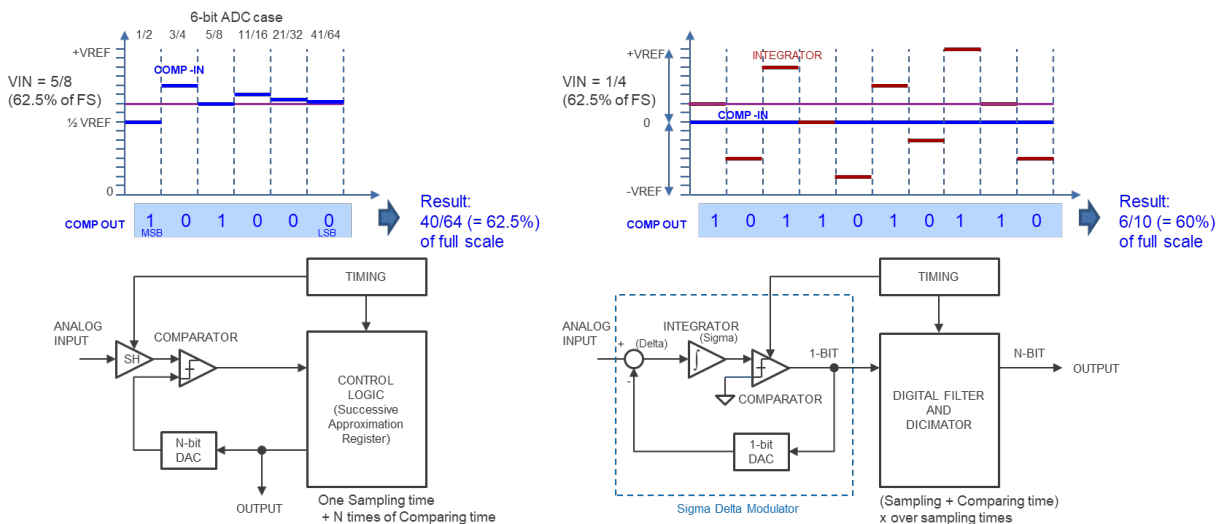 6-bit ADC case
1/2 3/4 5/8 11/16 21/32 41/64
+VREF
COMP-IN
VIN = 5/8
(62.5% of FS)
½ VREF
0
COMP OUT
1 0 1 0 0 0
MSB LSB
Result:
40/64 (= 62.5%)
of full scale
TIMING
ANALOG
INPUT
SH
COMPARATOR
CONTROL
LOGIC
(Successive
Approximation
Register)
N-bit
DAC
OUTPUT
One Sampling time
+ N times of Comparing time
+VREF
INTEGRATOR
VIN = 1/4
(62.5% of FS)
0
COMP-IN
-VREF
COMP OUT
1 0 1 1 0 1 0 1 1 0
Result:
6/10 (= 60%)
of full scale
TIMING
ANALOG
INPUT
+
(Delta)
-
INTEGRATOR
(Sigma)
∫
COMPARATOR
1-BIT
1-bit
DAC
Sigma Delta Modulator
DIGITAL FILTER
AND
DICIMATOR
N-BIT
OUTPUT
(Sampling + Comparing time)
x over sampling times